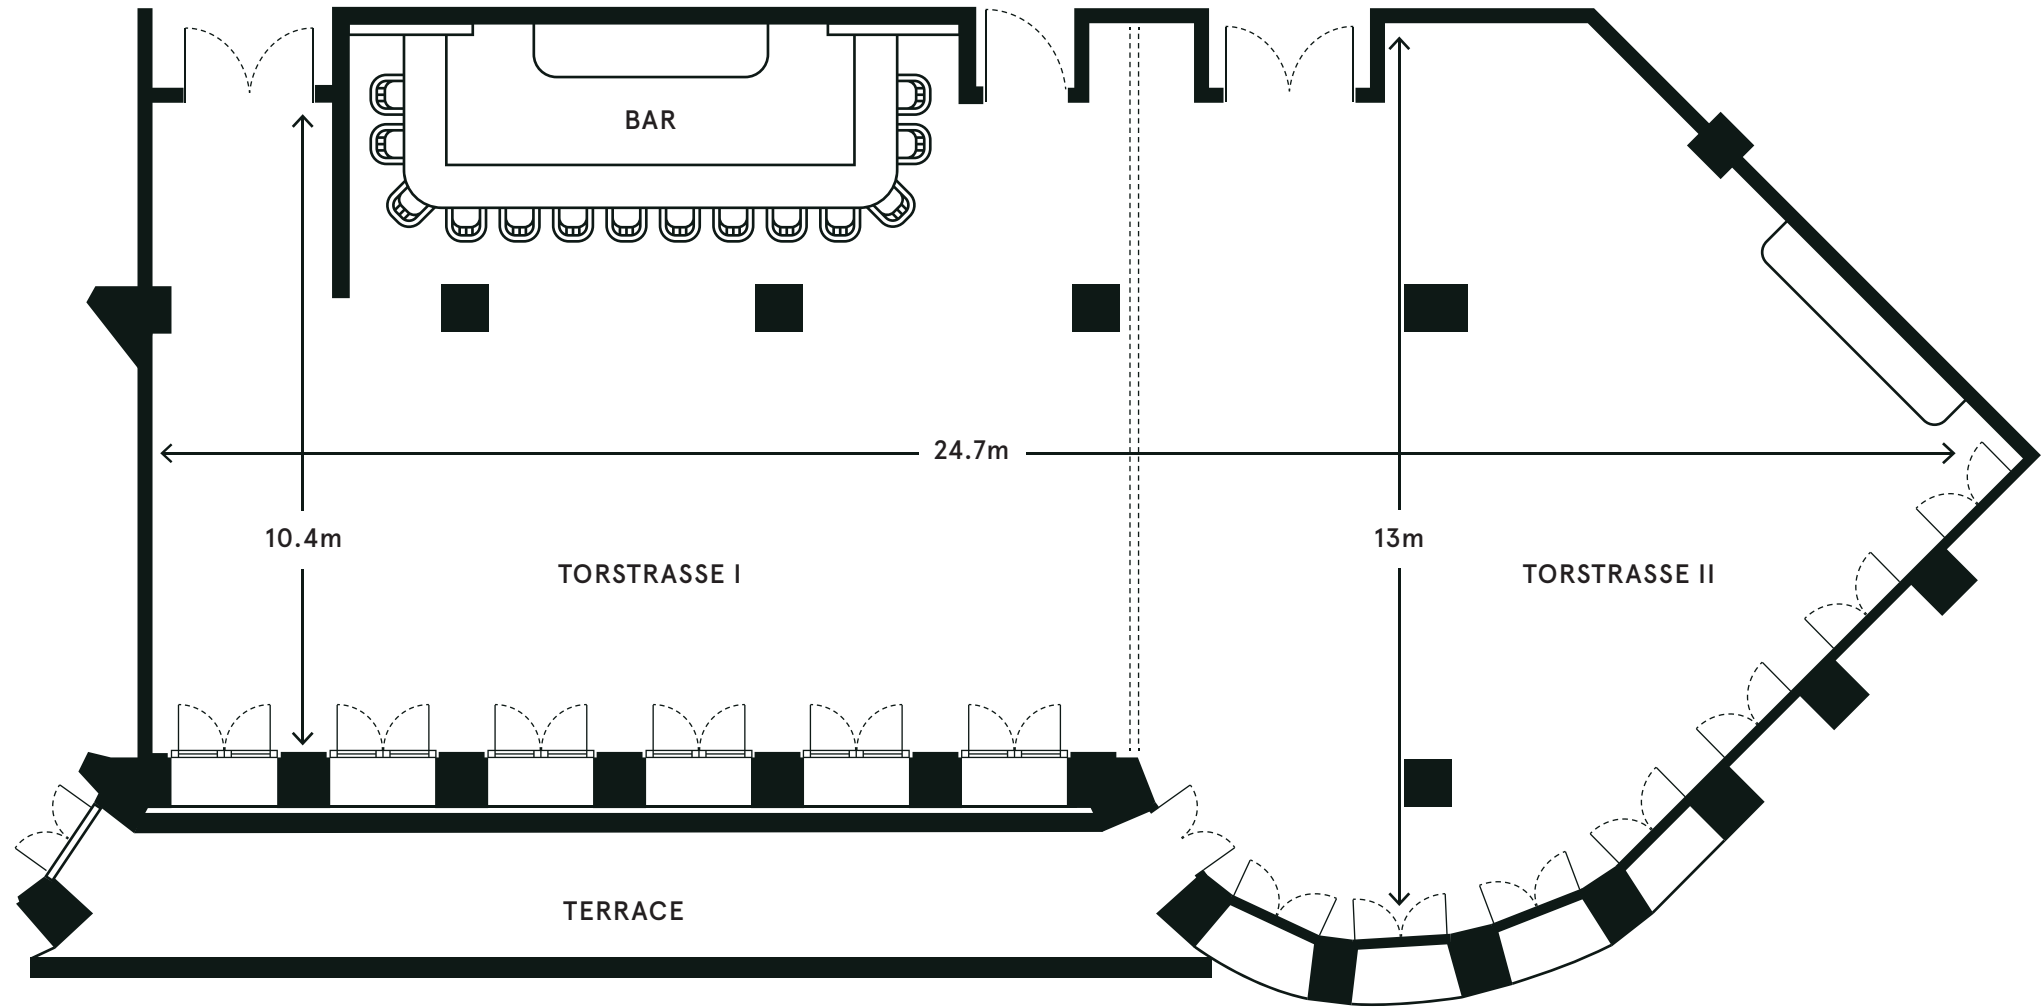 BAR
24.7m
10.4m
13m
TORSTRASSE I
TORSTRASSE II
TERRACE